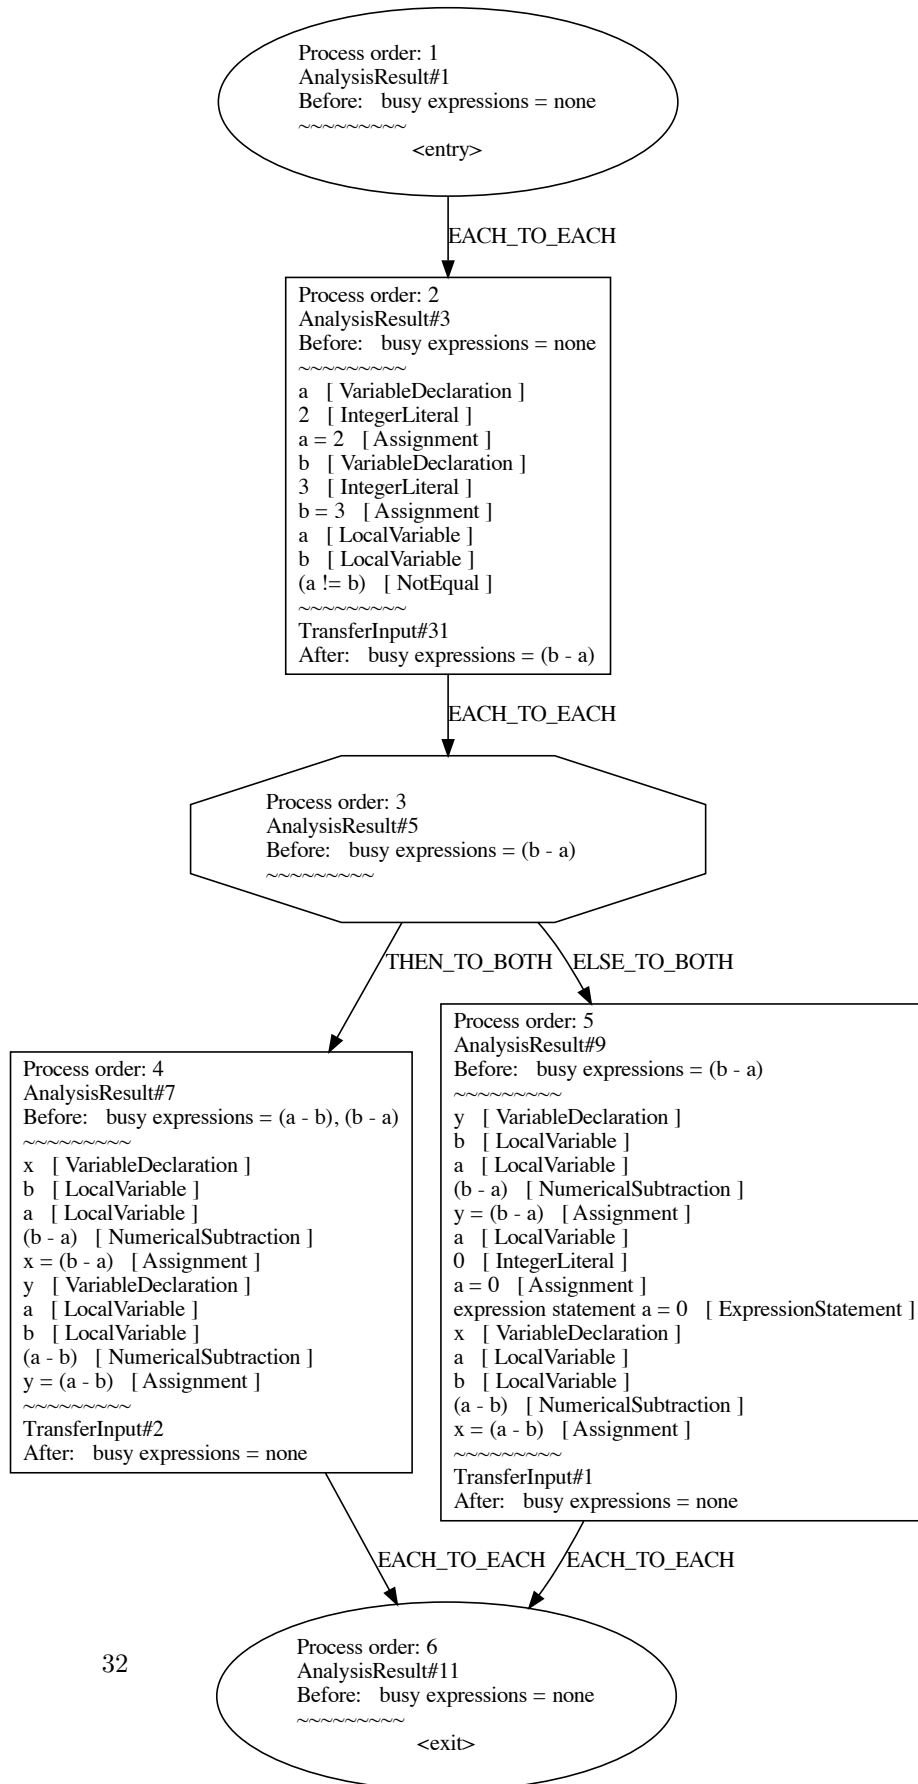 Process order: 1
AnalysisResult#1
Before: busy expressions = none
~~~~~~~~~
<entry>
EACH_TO_EACH
Process order: 2
AnalysisResult#3
Before: busy expressions = none
~~~~~~~~~
a [ VariableDeclaration ]
2 [ IntegerLiteral ]
a = 2 [ Assignment ]
b [ VariableDeclaration ]
3 [ IntegerLiteral ]
b = 3 [ Assignment ]
a [ LocalVariable ]
b [ LocalVariable ]
(a != b) [ NotEqual ]
~~~~~~~~~
TransferInput#31
After: busy expressions = (b - a)
EACH_TO_EACH
Process order: 3
AnalysisResult#5
Before: busy expressions = (b - a)
~~~~~~~~~
THEN_TO_BOTH
ELSE_TO_BOTH
Process order: 4
AnalysisResult#7
Before: busy expressions = (a - b), (b - a)
~~~~~~~~~
x [ VariableDeclaration ]
b [ LocalVariable ]
a [ LocalVariable ]
(b - a) [ NumericalSubtraction ]
x = (b - a) [ Assignment ]
y [ VariableDeclaration ]
a [ LocalVariable ]
b [ LocalVariable ]
(a - b) [ NumericalSubtraction ]
y = (a - b) [ Assignment ]
~~~~~~~~~
TransferInput#2
After: busy expressions = none
Process order: 5
AnalysisResult#9
Before: busy expressions = (b - a)
~~~~~~~~~
y [ VariableDeclaration ]
b [ LocalVariable ]
a [ LocalVariable ]
(b - a) [ NumericalSubtraction ]
y = (b - a) [ Assignment ]
a [ LocalVariable ]
0 [ IntegerLiteral ]
a = 0 [ Assignment ]
expression statement a = 0 [ ExpressionStatement ]
x [ VariableDeclaration ]
a [ LocalVariable ]
b [ LocalVariable ]
(a - b) [ NumericalSubtraction ]
x = (a - b) [ Assignment ]
~~~~~~~~~
TransferInput#1
After: busy expressions = none
EACH_TO_EACH
EACH_TO_EACH
Process order: 6
AnalysisResult#11
Before: busy expressions = none
~~~~~~~~~
<exit>
32